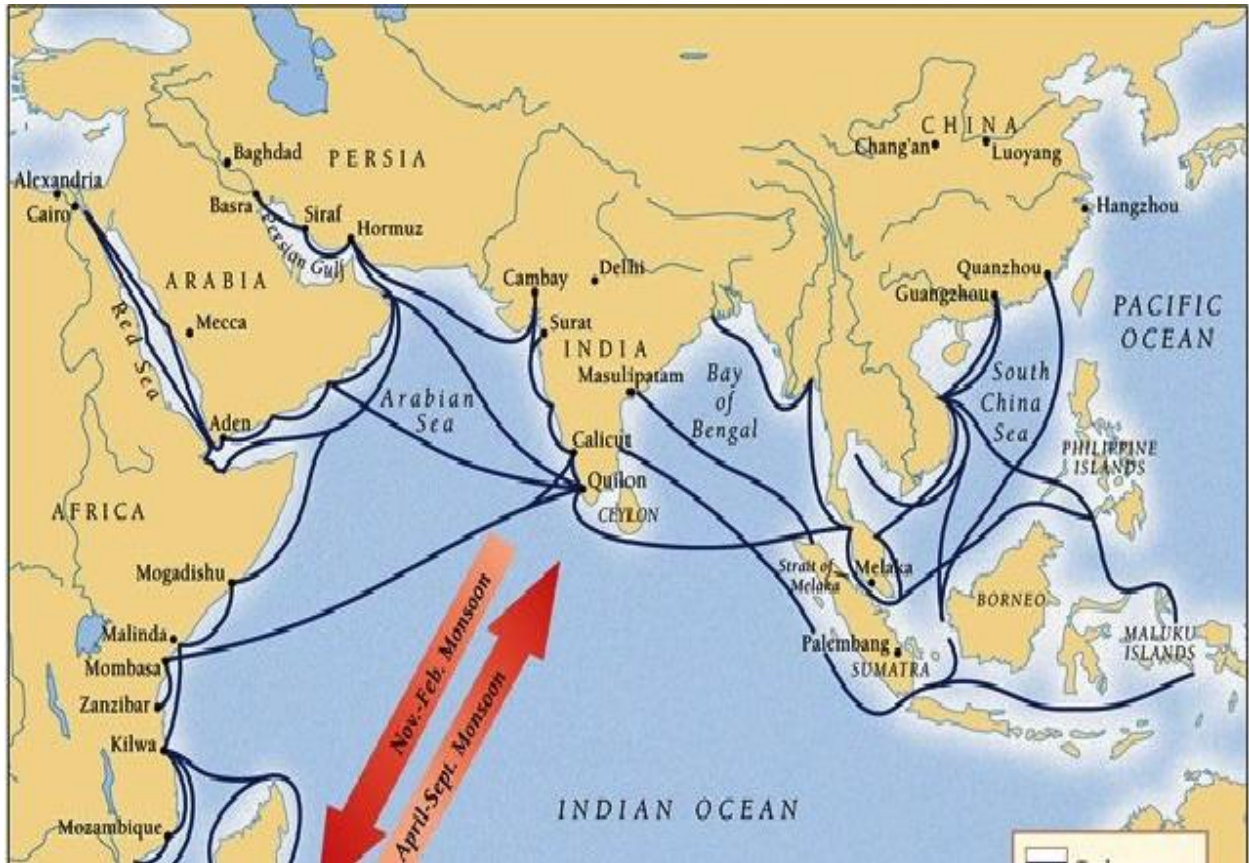 CHINA
Chang'an
Luoyang
Baghdad
PERSIA
Alexandria
Cairo
Basra
Siraf
Hormuz
Persian Gulf
Hangzhou
Delhi
Cambay
Quanzhou
Guangzhou
ARABIA
Mecca
Red Sea
Surat
INDIA
Masulipatam
PACIFIC
OCEAN
Bay
of
Bengal
South
China
Sea
Arabian
Sea
Aden
Calicut
Quilon
CEYLON
PHILIPPINE
ISLANDS
AFRICA
Mogadishu
Strait of
Melaka
Melaka
BORNEO
Malinda
Mombasa
Zanzibar
Kilwa
Palembang
SUMATRA
MALUKU
ISLANDS
Nov.-Feb. Monsoon
April-Sept. Monsoon
INDIAN OCEAN
Mozambique